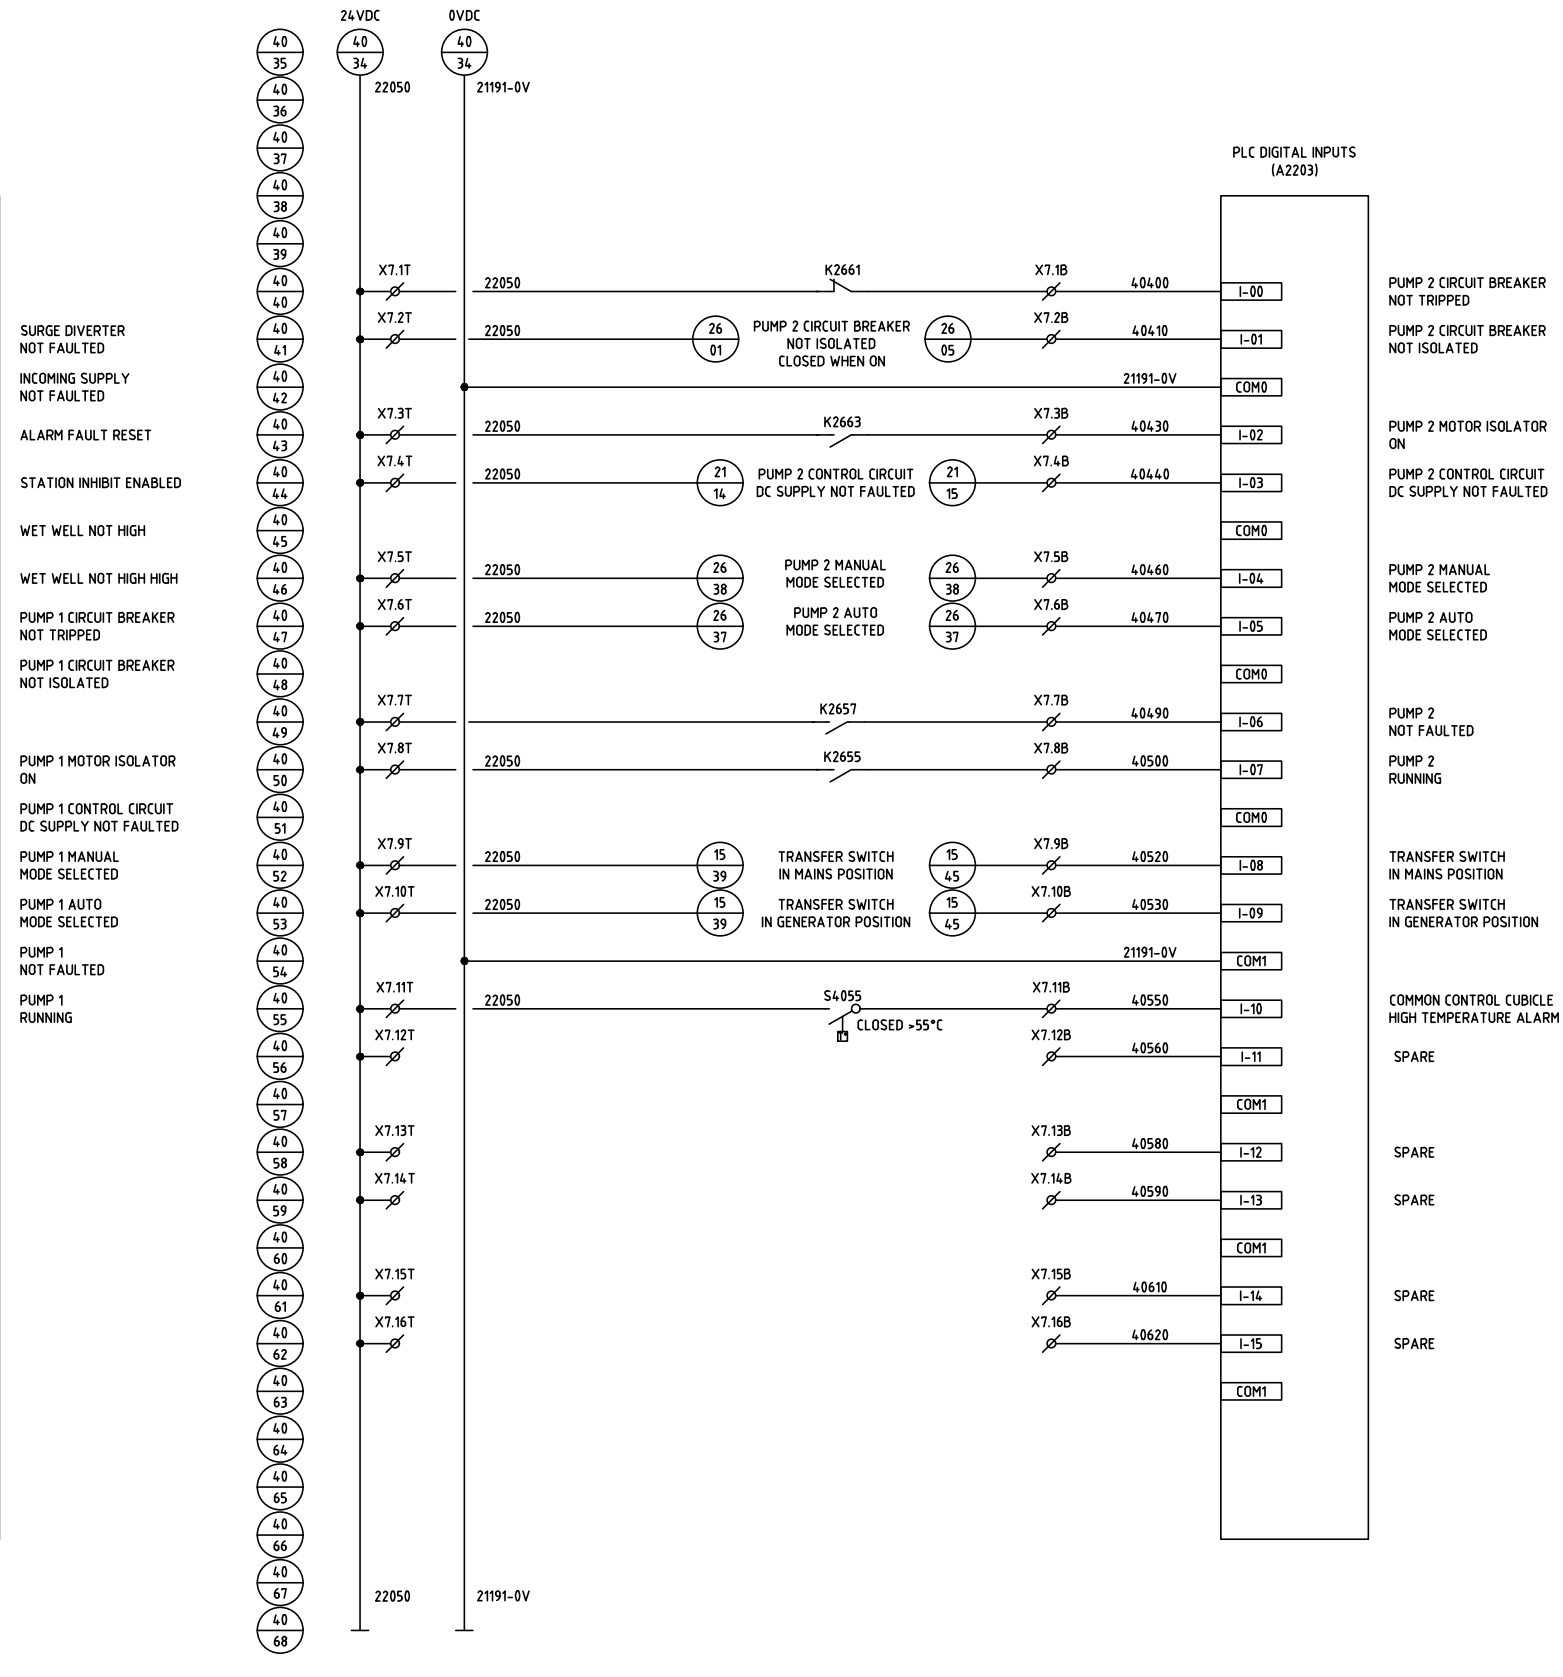 24VDC
0VDC
40
35
40
34
40
34
22050
21191-0V
40
36
40
37
PLC DIGITAL INPUTS
(A2203)
40
38
40
39
40
40
X7.1T
22050
K2661
X7.1B
40400
I-00
PUMP 2 CIRCUIT BREAKER
NOT TRIPPED
SURGE DIVERTER
NOT FAULTED
40
41
X7.2T
22050
26
01
PUMP 2 CIRCUIT BREAKER
NOT ISOLATED
CLOSED WHEN ON
26
05
X7.2B
40410
I-01
PUMP 2 CIRCUIT BREAKER
NOT ISOLATED
INCOMING SUPPLY
NOT FAULTED
40
42
21191-0V
COM0
ALARM FAULT RESET
40
43
X7.3T
22050
K2663
X7.3B
40430
I-02
PUMP 2 MOTOR ISOLATOR
ON
STATION INHIBIT ENABLED
40
44
X7.4T
22050
21
14
PUMP 2 CONTROL CIRCUIT
DC SUPPLY NOT FAULTED
21
15
X7.4B
40440
I-03
PUMP 2 CONTROL CIRCUIT
DC SUPPLY NOT FAULTED
WET WELL NOT HIGH
40
45
COM0
WET WELL NOT HIGH HIGH
40
46
X7.5T
22050
26
38
PUMP 2 MANUAL
MODE SELECTED
26
38
X7.5B
40460
I-04
PUMP 2 MANUAL
MODE SELECTED
PUMP 1 CIRCUIT BREAKER
NOT TRIPPED
40
47
X7.6T
22050
26
37
PUMP 2 AUTO
MODE SELECTED
26
37
X7.6B
40470
I-05
PUMP 2 AUTO
MODE SELECTED
PUMP 1 CIRCUIT BREAKER
NOT ISOLATED
40
48
COM0
40
49
X7.7T
K2657
X7.7B
40490
I-06
PUMP 2
NOT FAULTED
PUMP 1 MOTOR ISOLATOR
ON
40
50
X7.8T
22050
K2655
X7.8B
40500
I-07
PUMP 2
RUNNING
PUMP 1 CONTROL CIRCUIT
DC SUPPLY NOT FAULTED
40
51
COM0
PUMP 1 MANUAL
MODE SELECTED
40
52
X7.9T
22050
15
39
TRANSFER SWITCH
IN MAINS POSITION
15
45
X7.9B
40520
I-08
TRANSFER SWITCH
IN MAINS POSITION
PUMP 1 AUTO
MODE SELECTED
40
53
X7.10T
22050
15
39
TRANSFER SWITCH
IN GENERATOR POSITION
15
45
X7.10B
40530
I-09
TRANSFER SWITCH
IN GENERATOR POSITION
PUMP 1
NOT FAULTED
40
54
21191-0V
COM1
PUMP 1
RUNNING
40
55
X7.11T
22050
S4055
CLOSED >55°C
X7.11B
40550
I-10
COMMON CONTROL CUBICLE
HIGH TEMPERATURE ALARM
40
56
X7.12T
X7.12B
40560
I-11
SPARE
40
57
COM1
40
58
X7.13T
X7.13B
40580
I-12
SPARE
40
59
X7.14T
X7.14B
40590
I-13
SPARE
40
60
COM1
40
61
X7.15T
X7.15B
40610
I-14
SPARE
40
62
X7.16T
X7.16B
40620
I-15
SPARE
40
63
COM1
40
64
40
65
40
66
40
67
22050
21191-0V
40
68